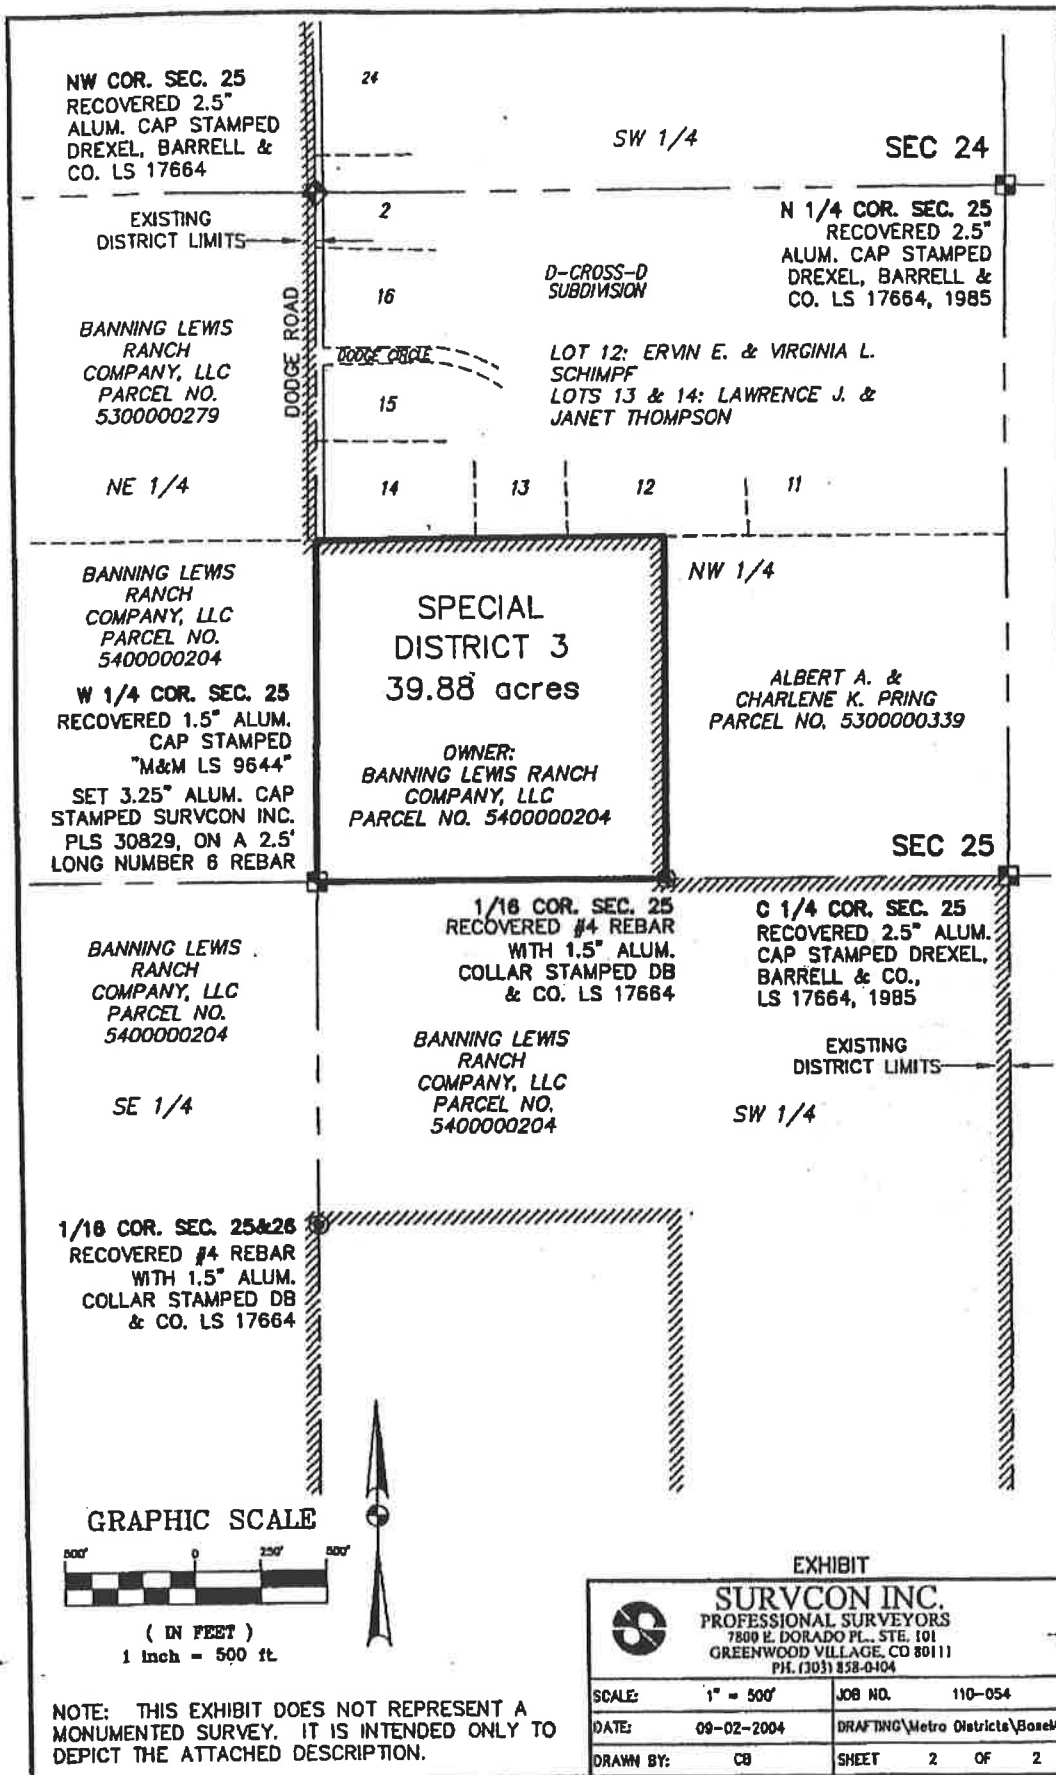 NW COR. SEC. 25
RECOVERED 2.5"
ALUM. CAP STAMPED
DREXEL, BARRELL &
CO. LS 17664
24
SW 1/4
SEC 24
EXISTING
DISTRICT LIMITS
2
N 1/4 COR. SEC. 25
RECOVERED 2.5"
ALUM. CAP STAMPED
DREXEL, BARRELL &
CO. LS 17664, 1985
D-CROSS-D
SUBDIVISION
16
DODGE ROAD
BANNING LEWIS
RANCH
COMPANY, LLC
PARCEL NO.
5300000279
DODGE CIRCLE
LOT 12: ERVIN E. & VIRGINIA L.
SCHIMPF
LOTS 13 & 14: LAWRENCE J. &
JANET THOMPSON
15
NE 1/4
14
13
12
11
BANNING LEWIS
RANCH
COMPANY, LLC
PARCEL NO.
5400000204
NW 1/4
SPECIAL
DISTRICT 3
39.88 acres
OWNER:
BANNING LEWIS RANCH
COMPANY, LLC
PARCEL NO. 5400000204
ALBERT A. &
CHARLENE K. PRING
PARCEL NO. 5300000339
W 1/4 COR. SEC. 25
RECOVERED 1.5" ALUM.
CAP STAMPED
"M&M LS 9644"
SET 3.25" ALUM. CAP
STAMPED SURVCON INC.
PLS 30829, ON A 2.5'
LONG NUMBER 6 REBAR
SEC 25
1/16 COR. SEC. 25
RECOVERED #4 REBAR
WITH 1.5" ALUM.
COLLAR STAMPED DB
& CO. LS 17664
C 1/4 COR. SEC. 25
RECOVERED 2.5" ALUM.
CAP STAMPED DREXEL,
BARRELL & CO.,
LS 17664, 1985
BANNING LEWIS
RANCH
COMPANY, LLC
PARCEL NO.
5400000204
BANNING LEWIS
RANCH
COMPANY, LLC
PARCEL NO.
5400000204
EXISTING
DISTRICT LIMITS
SE 1/4
SW 1/4
1/16 COR. SEC. 25&26
RECOVERED #4 REBAR
WITH 1.5" ALUM.
COLLAR STAMPED DB
& CO. LS 17664
GRAPHIC SCALE
500' 0 250' 500'
( IN FEET )
1 inch = 500 ft.
NOTE: THIS EXHIBIT DOES NOT REPRESENT A
MONUMENTED SURVEY. IT IS INTENDED ONLY TO
DEPICT THE ATTACHED DESCRIPTION.
EXHIBIT
SURVCON INC.
PROFESSIONAL SURVEYORS
7800 E. DORADO PL., STE. 101
GREENWOOD VILLAGE, CO 80111
PH. (303) 858-0404
SCALE: 1" = 500' JOB NO. 110-054
DATE: 09-02-2004 DRAFTING\Metro Districts\
DRAWN BY: CB SHEET 2 OF 2